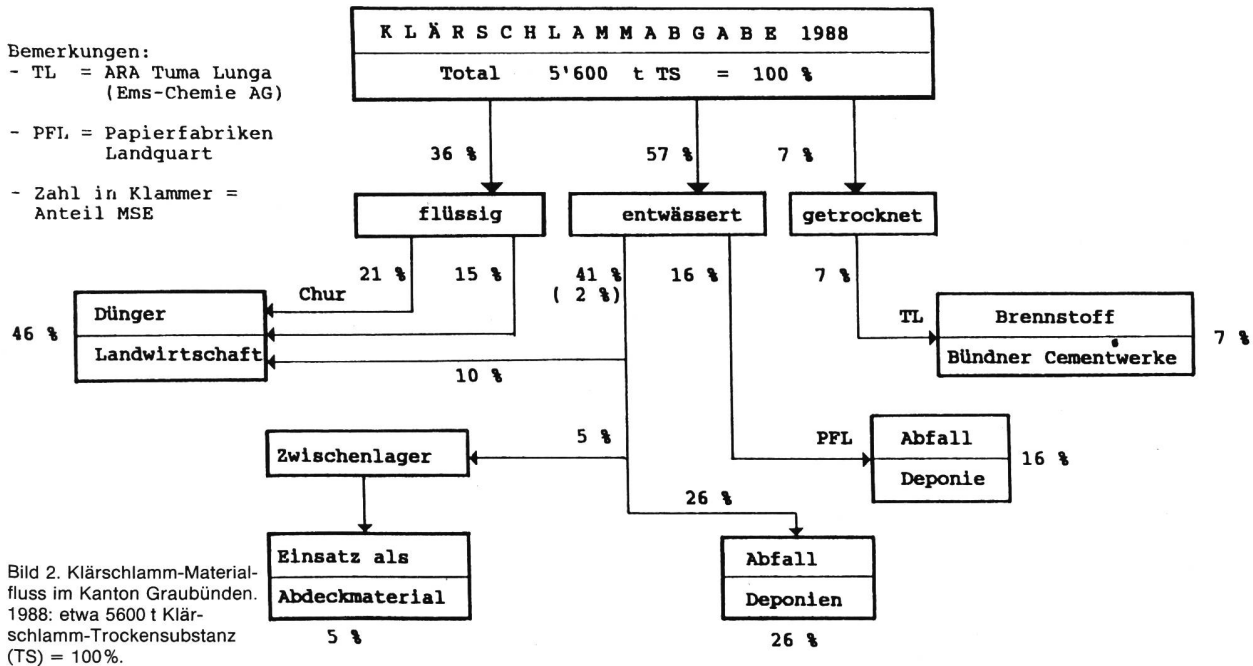 K L Ä R S C H L A M M A B G A B E 1988
Total 5'600 t TS = 100 %
Bemerkungen:
- TL = ARA Tuma Lunga
(Ems-Chemie AG)
- PFL = Papierfabriken
Landquart
- Zahl in Klammer =
Anteil MSE
36 % 57 % 7 %
flüssig entwässert getrocknet
21 % 15 % 41 % 16 % 7 %
( 2 %)
Chur
Dünger
46 %
Landwirtschaft
10 %
TL
Brennstoff
Bündner Cementwerke
7 %
5 %
Zwischenlager
PFL
Abfall
Deponie
16 %
26 %
Einsatz als
Abdeckmaterial
5 %
Abfall
Deponien
26 %
Bild 2. Klärschlamm-Material-
fluss im Kanton Graubünden.
1988: etwa 5600 t Klär-
schlamm-Trockensubstanz
(TS) = 100%.